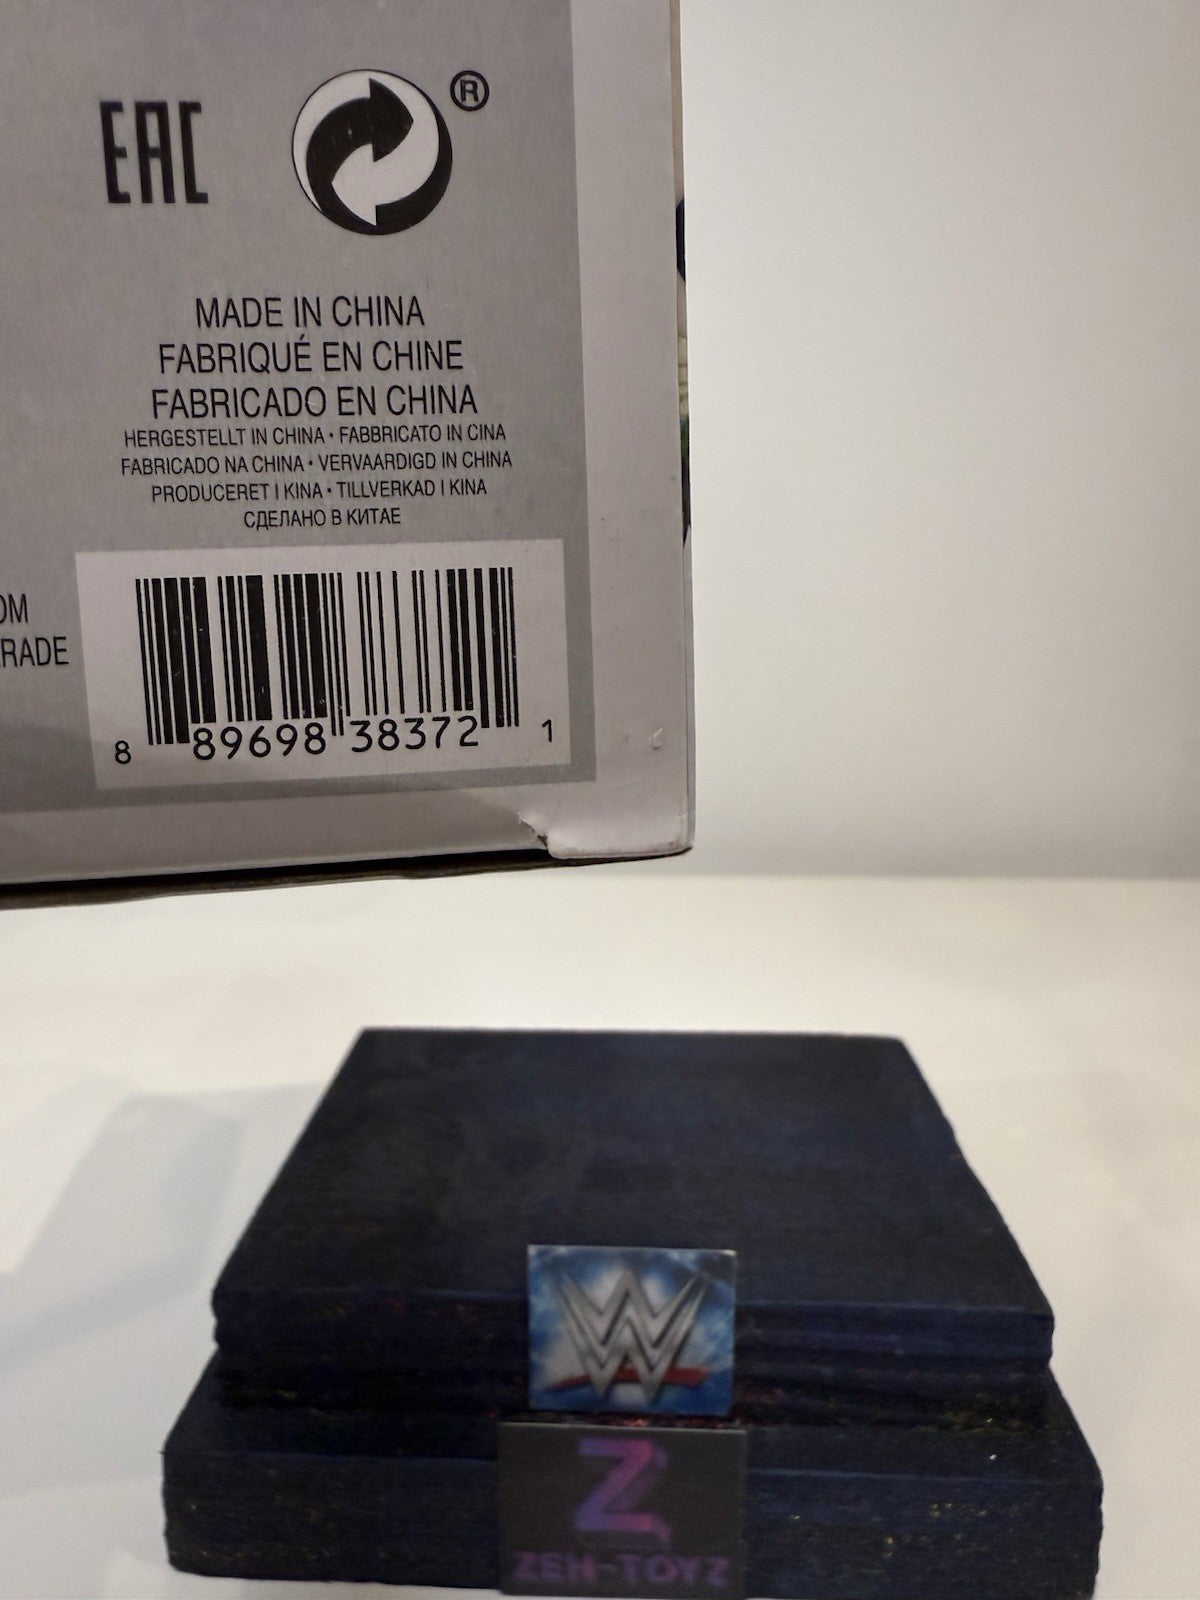 EAC
®
MADE IN CHINA
FABRIQUÉ EN CHINE
FABRICADO EN CHINA
HERGESTELLT IN CHINA • FABBRICATO IN CINA
FABRICADO NA CHINA • VERVAARDIGD IN CHINA
PRODUCERET I KINA • TILLVERKAD I KINA
СДЕЛАНО В КИТАЕ
OM
RADE
8 89698 38372 1
W
Z
ZEH-TOYZ